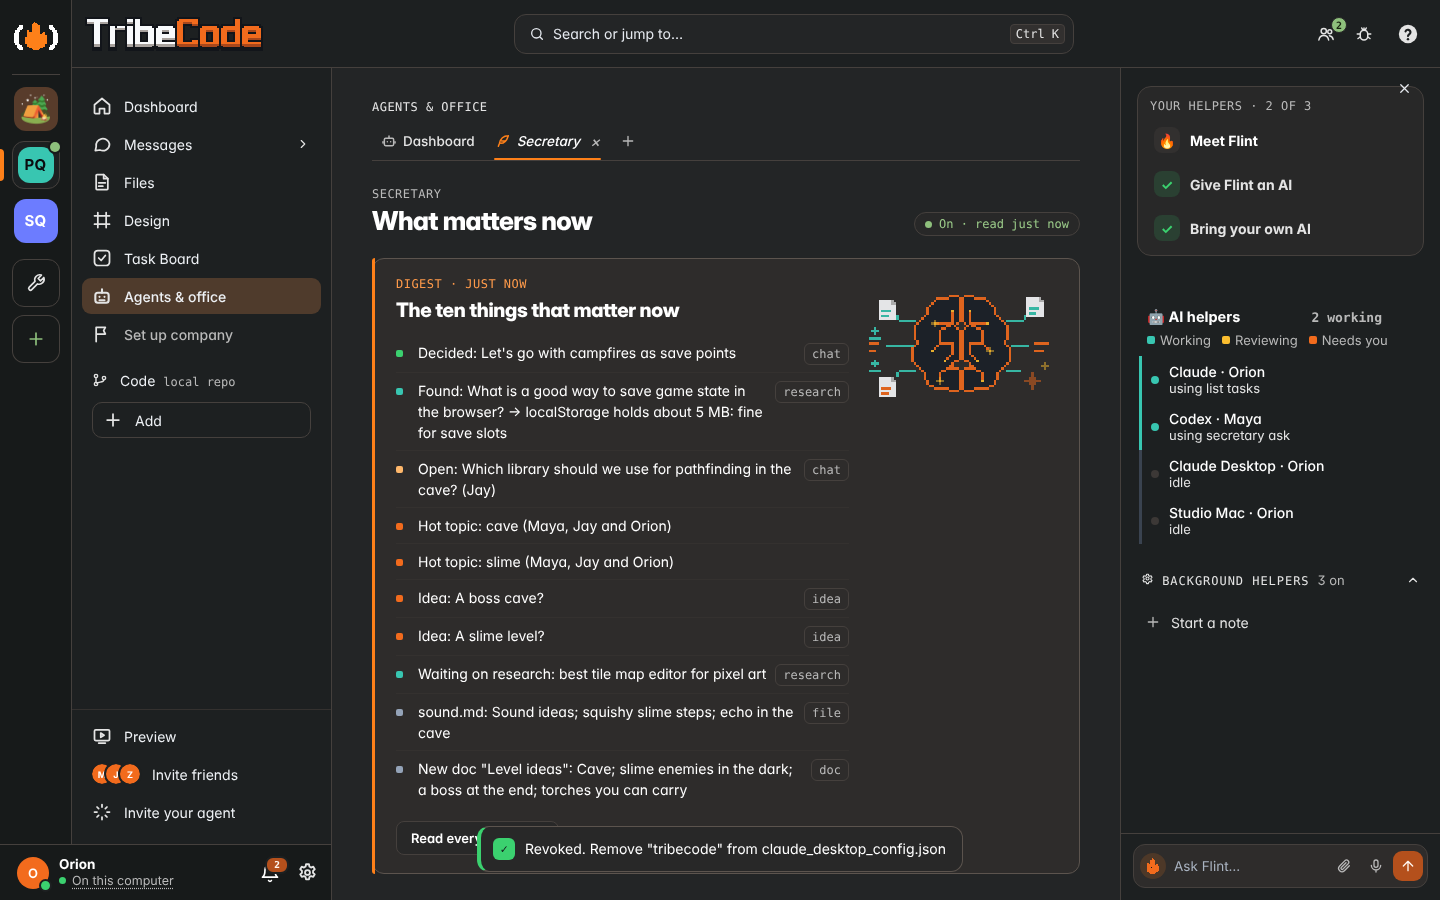 TribeCode
Search or jump to...
Ctrl K
2
PQ
SQ
Dashboard
Messages
Files
Design
Task Board
Agents & office
Set up company
Code local repo
Add
Preview
M J Z Invite friends
Invite your agent
O
Orion
On this computer
2
AGENTS & OFFICE
Dashboard
Secretary ×
SECRETARY
What matters now
On · read just now
DIGEST · JUST NOW
The ten things that matter now
Decided: Let's go with campfires as save points
chat
Found: What is a good way to save game state in
the browser? → localStorage holds about 5 MB: fine
for save slots
research
Open: Which library should we use for pathfinding in the
cave? (Jay)
chat
Hot topic: cave (Maya, Jay and Orion)
Hot topic: slime (Maya, Jay and Orion)
Idea: A boss cave?
idea
Idea: A slime level?
idea
Waiting on research: best tile map editor for pixel art
research
sound.md: Sound ideas; squishy slime steps; echo in the
cave
file
New doc "Level ideas": Cave; slime enemies in the dark;
a boss at the end; torches you can carry
doc
Revoked. Remove "tribecode" from claude_desktop_config.json
YOUR HELPERS · 2 OF 3
Meet Flint
Give Flint an AI
Bring your own AI
AI helpers
2 working
Working Reviewing Needs you
Claude · Orion
using list tasks
Codex · Maya
using secretary ask
Claude Desktop · Orion
idle
Studio Mac · Orion
idle
BACKGROUND HELPERS 3 on
Start a note
Ask Flint...